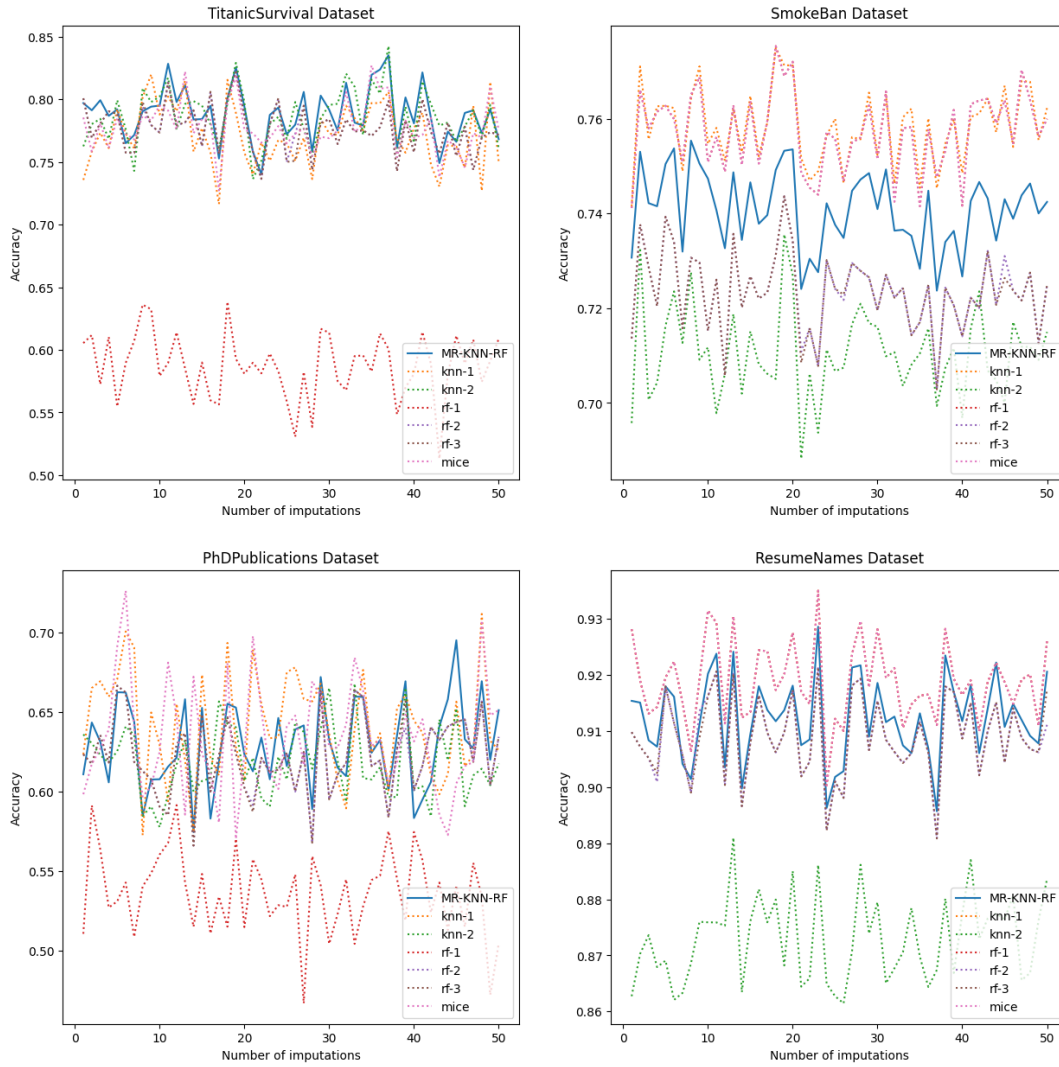 TitanicSurvival Dataset
Accuracy
0.85
0.80
0.75
0.70
0.65
0.60
0.55
0.50
0 10 20 30 40 50
Number of imputations
MR-KNN-RF
knn-1
knn-2
rf-1
rf-2
rf-3
mice
SmokeBan Dataset
Accuracy
0.76
0.74
0.72
0.70
0 10 20 30 40 50
Number of imputations
MR-KNN-RF
knn-1
knn-2
rf-1
rf-2
rf-3
mice
PhDPublications Dataset
Accuracy
0.70
0.65
0.60
0.55
0.50
0 10 20 30 40 50
Number of imputations
MR-KNN-RF
knn-1
knn-2
rf-1
rf-2
rf-3
mice
ResumeNames Dataset
Accuracy
0.93
0.92
0.91
0.90
0.89
0.88
0.87
0.86
0 10 20 30 40 50
Number of imputations
MR-KNN-RF
knn-1
knn-2
rf-1
rf-2
rf-3
mice